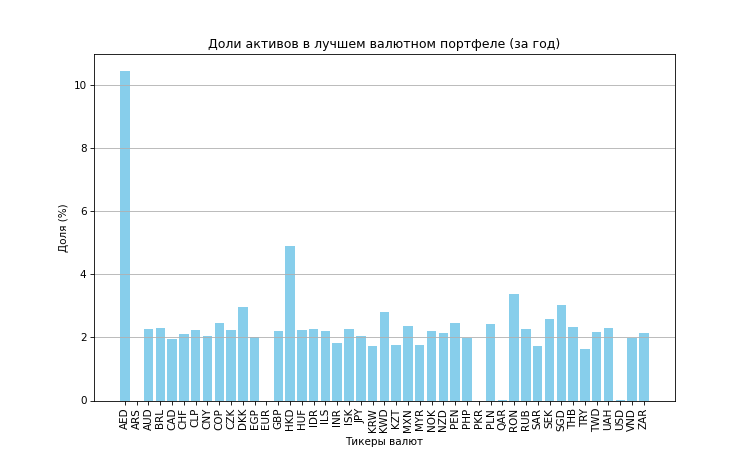 Доли активов в лучшем валютном портфеле (за год)
Доля (%)
10
8
6
4
2
0
AED ARS AUD BRL CAD CHF CLP CNY COP CZK DKK EGP EUR GBP HKD HUF IDR ILS INR ISK JPY KRW KWD KZT MXN MYR NOK NZD PEN PHP PKR PLN QAR RON RUB SAR SEK SGD THB TRY TWD UAH USD VND ZAR
Тикеры валют